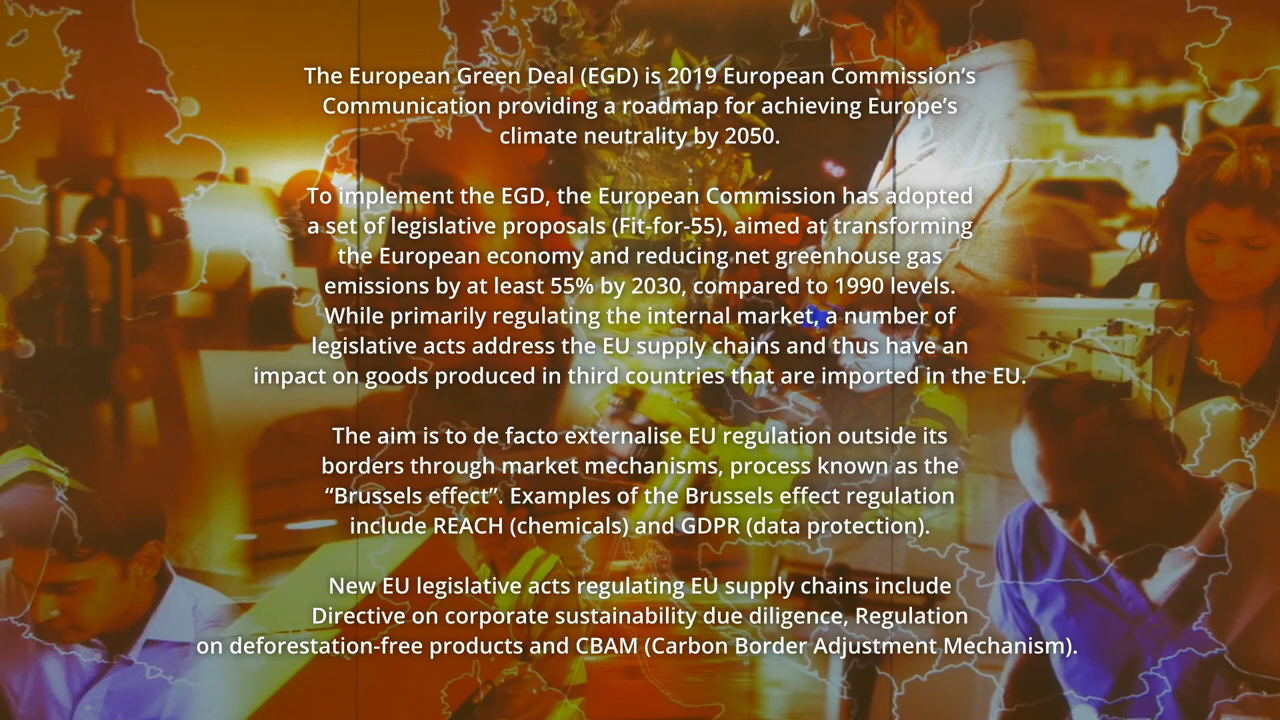 The European Green Deal (EGD) is 2019 European Commission’s
Communication providing a roadmap for achieving Europe’s
climate neutrality by 2050.
To implement the EGD, the European Commission has adopted
a set of legislative proposals (Fit-for-55), aimed at transforming
the European economy and reducing net greenhouse gas
emissions by at least 55% by 2030, compared to 1990 levels.
While primarily regulating the internal market, a number of
legislative acts address the EU supply chains and thus have an
impact on goods produced in third countries that are imported in the EU.
The aim is to de facto externalise EU regulation outside its
borders through market mechanisms, process known as the
“Brussels effect”. Examples of the Brussels effect regulation
include REACH (chemicals) and GDPR (data protection).
New EU legislative acts regulating EU supply chains include
Directive on corporate sustainability due diligence, Regulation
on deforestation-free products and CBAM (Carbon Border Adjustment Mechanism).